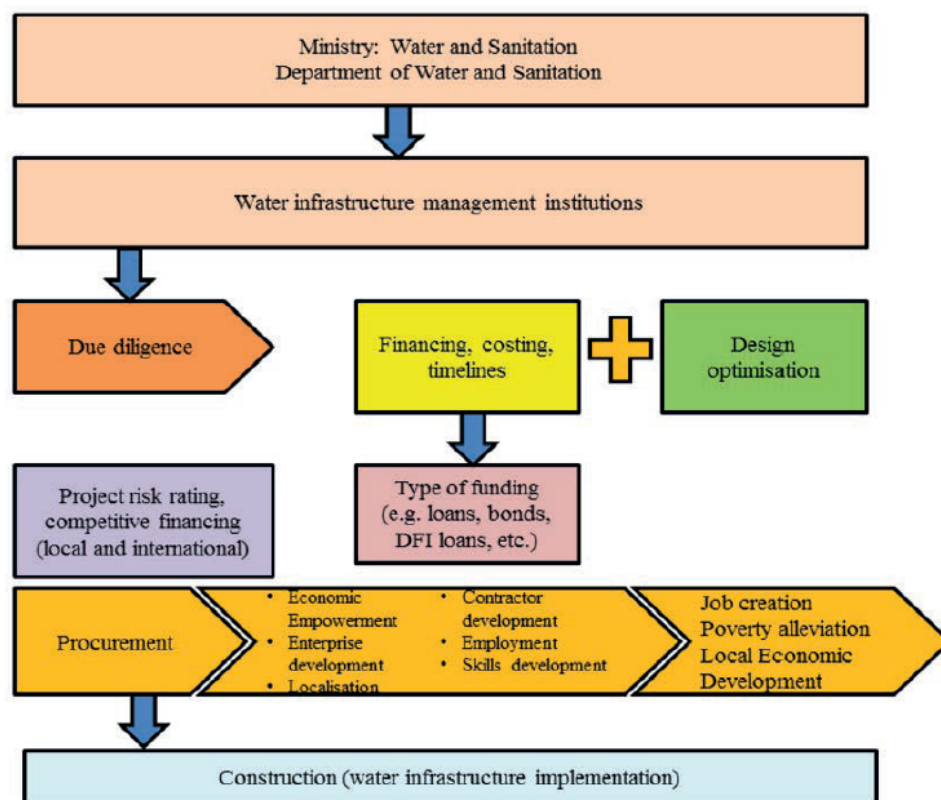 Ministry: Water and Sanitation
Department of Water and Sanitation
Water infrastructure management institutions
Due diligence
Financing, costing,
timelines
Design
optimisation
Project risk rating,
competitive financing
(local and international)
Type of funding
(e.g. loans, bonds,
DFI loans, etc.)
Procurement
• Economic
Empowerment
• Enterprise
development
• Localisation
• Contractor
development
• Employment
• Skills development
Job creation
Poverty alleviation
Local Economic
Development
Construction (water infrastructure implementation)